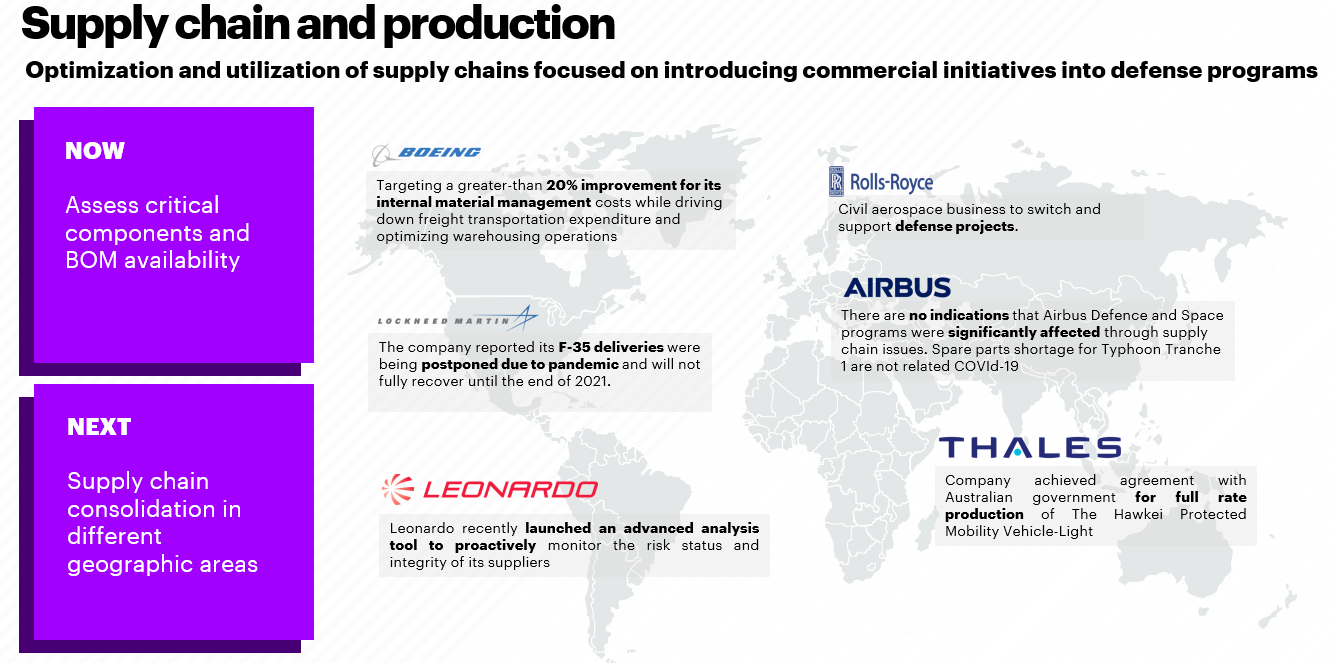 Supply chain and production
Optimization and utilization of supply chains focused on introducing commercial initiatives into defense programs
NOW
Assess critical
components and
BOM availability
NEXT
Supply chain
consolidation in
different
geographic areas
BOEING
Targeting a greater-than 20% improvement for its
internal material management costs while driving
down freight transportation expenditure and
optimizing warehousing operations
LOCKHEED MARTIN
The company reported its F-35 deliveries were
being postponed due to pandemic and will not
fully recover until the end of 2021.
LEONARDO
Leonardo recently launched an advanced analysis
tool to proactively monitor the risk status and
integrity of its suppliers
Rolls-Royce
Civil aerospace business to switch and
support defense projects.
AIRBUS
There are no indications that Airbus Defence and Space
programs were significantly affected through supply
chain issues. Spare parts shortage for Typhoon Tranche
1 are not related COVId-19
THALES
Company achieved agreement with
Australian government for full rate
production of The Hawkei Protected
Mobility Vehicle-Light